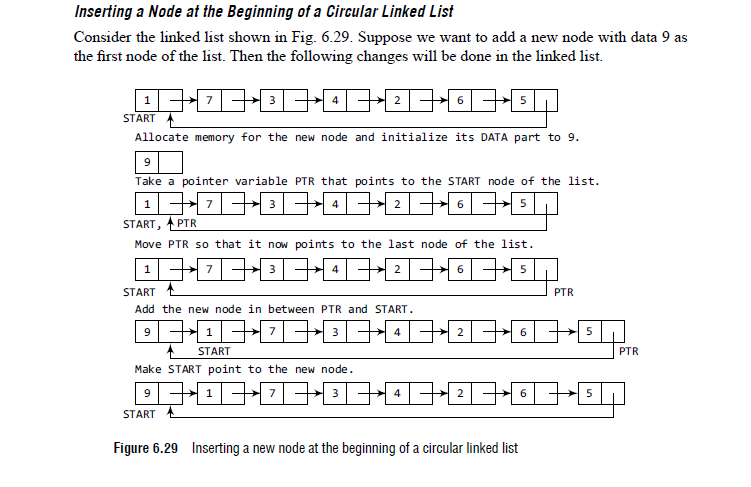 Inserting a Node at the Beginning of a Circular Linked List
Consider the linked list shown in Fig. 6.29. Suppose we want to add a new node with data 9 as
the first node of the list. Then the following changes will be done in the linked list.
1 7 3 4 2 6 5
START
Allocate memory for the new node and initialize its DATA part to 9.
9
Take a pointer variable PTR that points to the START node of the list.
1 7 3 4 2 6 5
START, PTR
Move PTR so that it now points to the last node of the list.
1 7 3 4 2 6 5
START PTR
Add the new node in between PTR and START.
9 1 7 3 4 2 6 5
START PTR
Make START point to the new node.
9 1 7 3 4 2 6 5
START
Figure 6.29 Inserting a new node at the beginning of a circular linked list